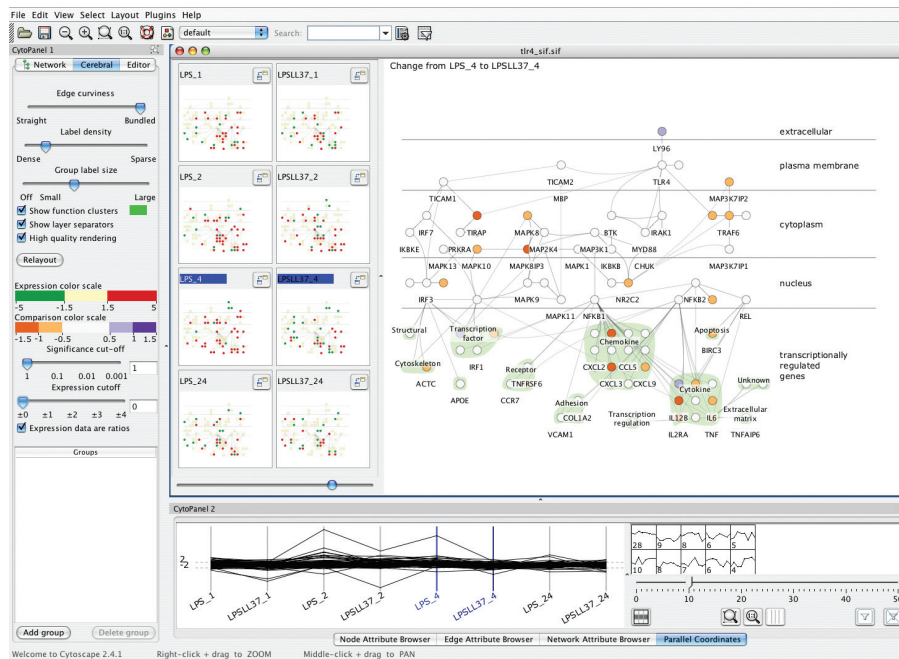 File Edit View Select Layout Plugins Help
default
Search:
CytoPanel 1
Network Cerebral Editor
Edge curviness
Straight Bundled
Label density
Dense Sparse
Group label size
Off Small Large
Show function clusters
Show layer separators
High quality rendering
Relayout
Expression color scale
-5 -1.5 1.5 5
Comparison color scale
-1.5 -1 0 1 1.5
Significance cut-off
1
1 0.1 0.01 0.001
Expression cutoff
0
±0 ±1 ±2 ±3 ±4
Expression data are ratios
Groups
Add group Delete group
tlr4_sif.sif
LPS_1 LPSLL37_1
LPS_2 LPSLL37_2
LPS_4 LPSLL37_4
LPS_24 LPSLL37_24
Change from LPS_4 to LPSLL37_4
extracellular
LY96
plasma membrane
TICAM2 TLR4
TICAM1 MBP MAP3K7IP2
cytoplasm
IRF7 TIRAP MAPK8 BTK IRAK1 TRAF6
IKBKE PRKRA MAP2K4 MAP3K1 MYD88
MAPK13 MAPK10 MAPK8IP3 MAPK1 IKBKB CHUK MAP3K7IP1
nucleus
IRF3 MAPK9 NR2C2 NFKB2
MAPK11 NFKB1 REL
Structural Transcription factor Chemokine Apoptosis
transcriptionally regulated genes
Cytoskeleton IRF1 Receptor CXCL2 CCL5 BIRC3
ACTC TNFRSF6 CXCL3 CXCL9 Cytokine Unknown
APOE CCR7 Adhesion
COL1A2 Transcription regulation IL12B IL6 Extracellular matrix
VCAM1 IL2RA TNF TNFAIP6
CytoPanel 2
2
-2
LPS_1 LPSLL37_1 LPS_2 LPSLL37_2 LPS_4 LPSLL37_4 LPS_24 LPSLL37_24
28 9 8 6 5
10 8 7 6 4
0 10 20 30 40 50
Node Attribute Browser Edge Attribute Browser Network Attribute Browser Parallel Coordinates
Welcome to Cytoscape 2.4.1 Right-click + drag to ZOOM Middle-click + drag to PAN